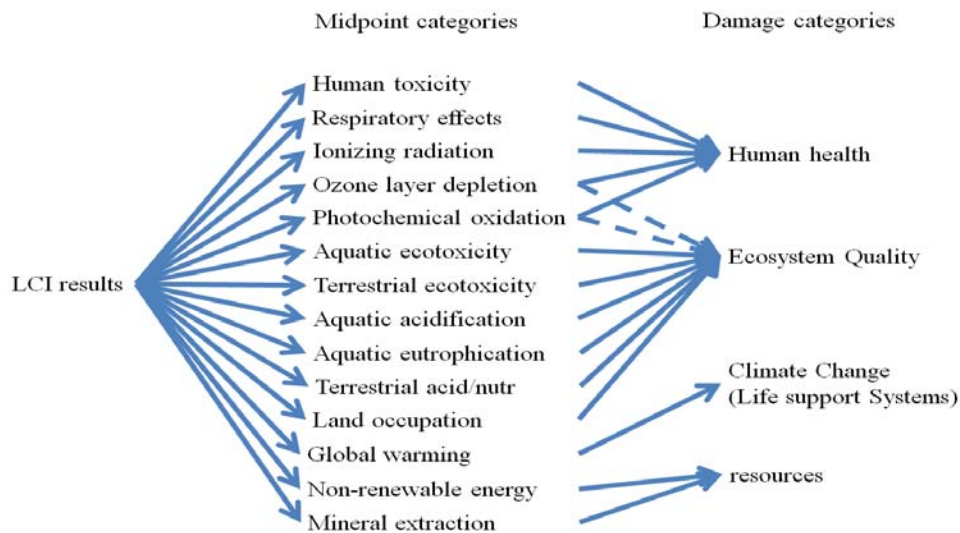 Midpoint categories
Damage categories
Human toxicity
Respiratory effects
Ionizing radiation
Ozone layer depletion
Photochemical oxidation
Aquatic ecotoxicity
Terrestrial ecotoxicity
Aquatic acidification
Aquatic eutrophication
Terrestrial acid/nutr
Land occupation
Global warming
Non-renewable energy
Mineral extraction
LCI results
Human health
Ecosystem Quality
Climate Change
(Life support Systems)
resources